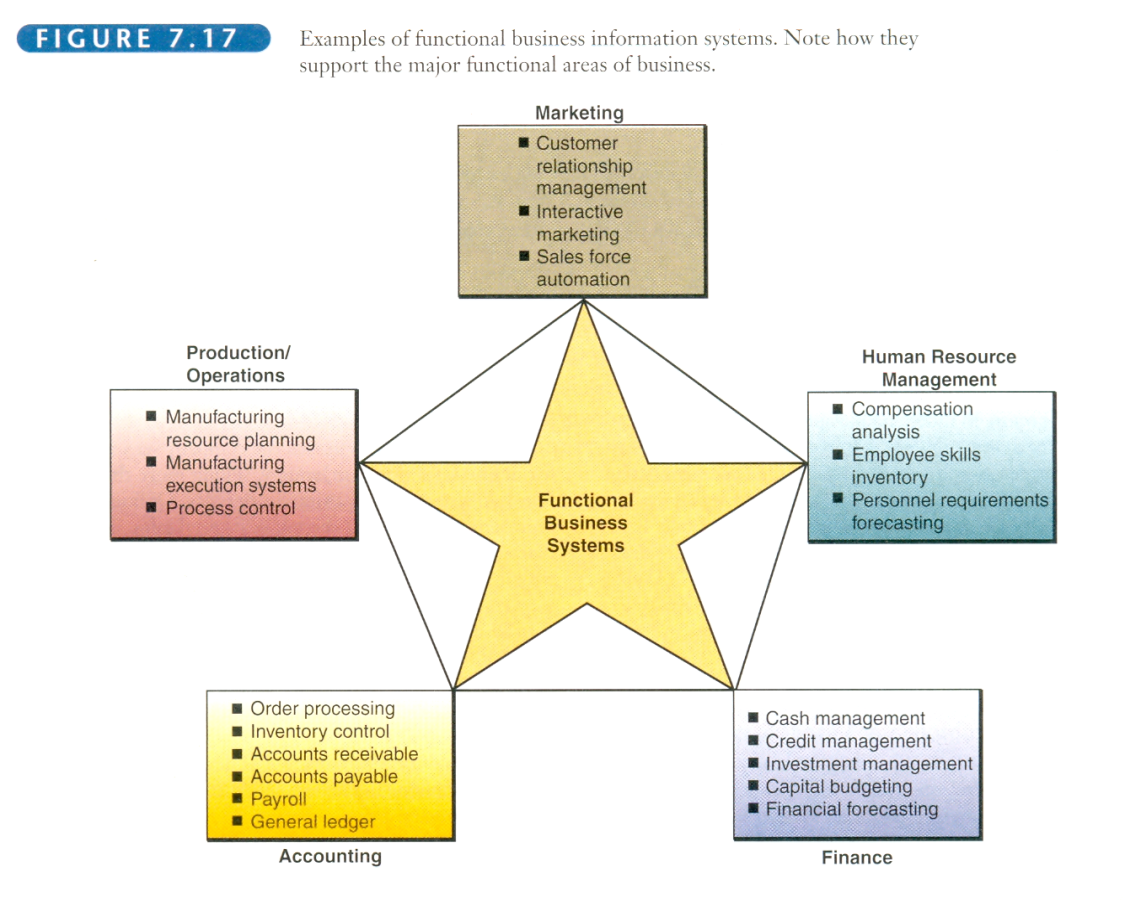 FIGURE 7.17
Examples of functional business information systems. Note how they
support the major functional areas of business.
Marketing
■ Customer
relationship
management
■ Interactive
marketing
■ Sales force
automation
Production/
Operations
■ Manufacturing
resource planning
■ Manufacturing
execution systems
■ Process control
Human Resource
Management
■ Compensation
analysis
■ Employee skills
inventory
■ Personnel requirements
forecasting
Functional
Business
Systems
■ Order processing
■ Inventory control
■ Accounts receivable
■ Accounts payable
■ Payroll
■ General ledger
Accounting
■ Cash management
■ Credit management
■ Investment management
■ Capital budgeting
■ Financial forecasting
Finance